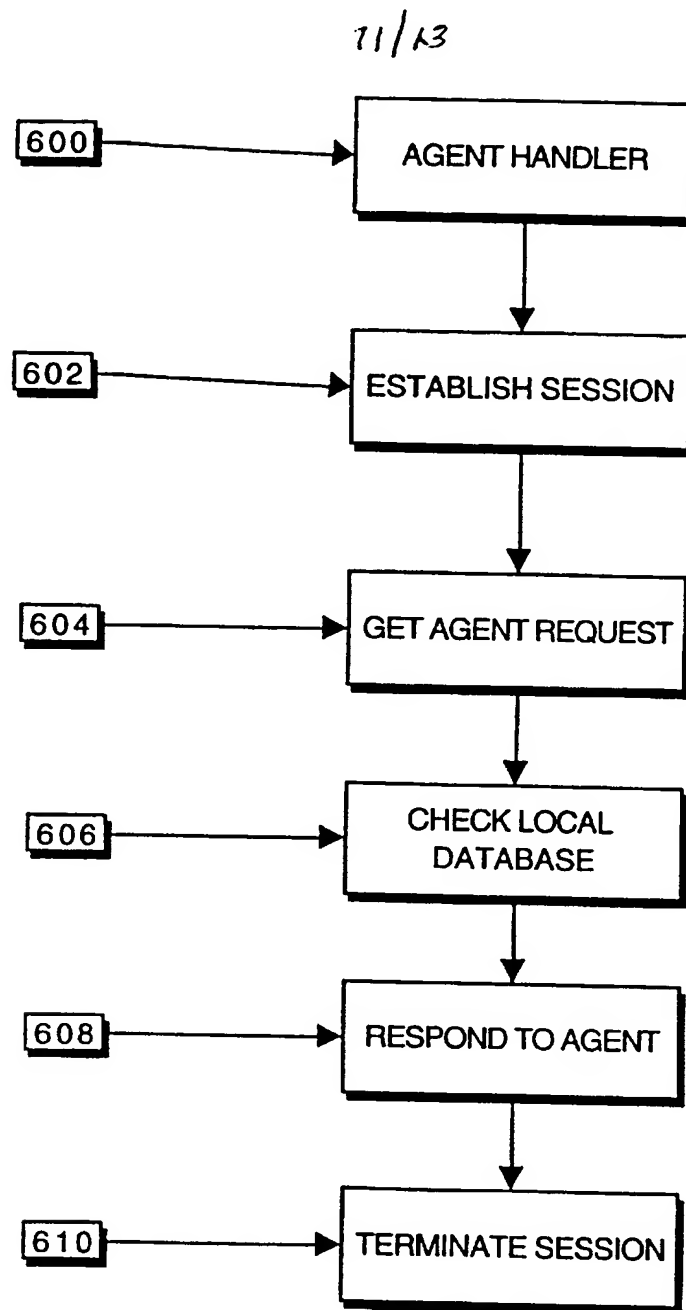 11/13
600
AGENT HANDLER
602
ESTABLISH SESSION
604
GET AGENT REQUEST
606
CHECK LOCAL
DATABASE
608
RESPOND TO AGENT
610
TERMINATE SESSION